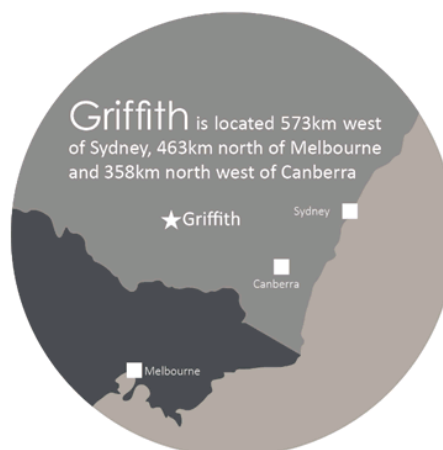 Griffith is located 573km west
of Sydney, 463km north of Melbourne
and 358km north west of Canberra
Griffith
Sydney
Canberra
Melbourne